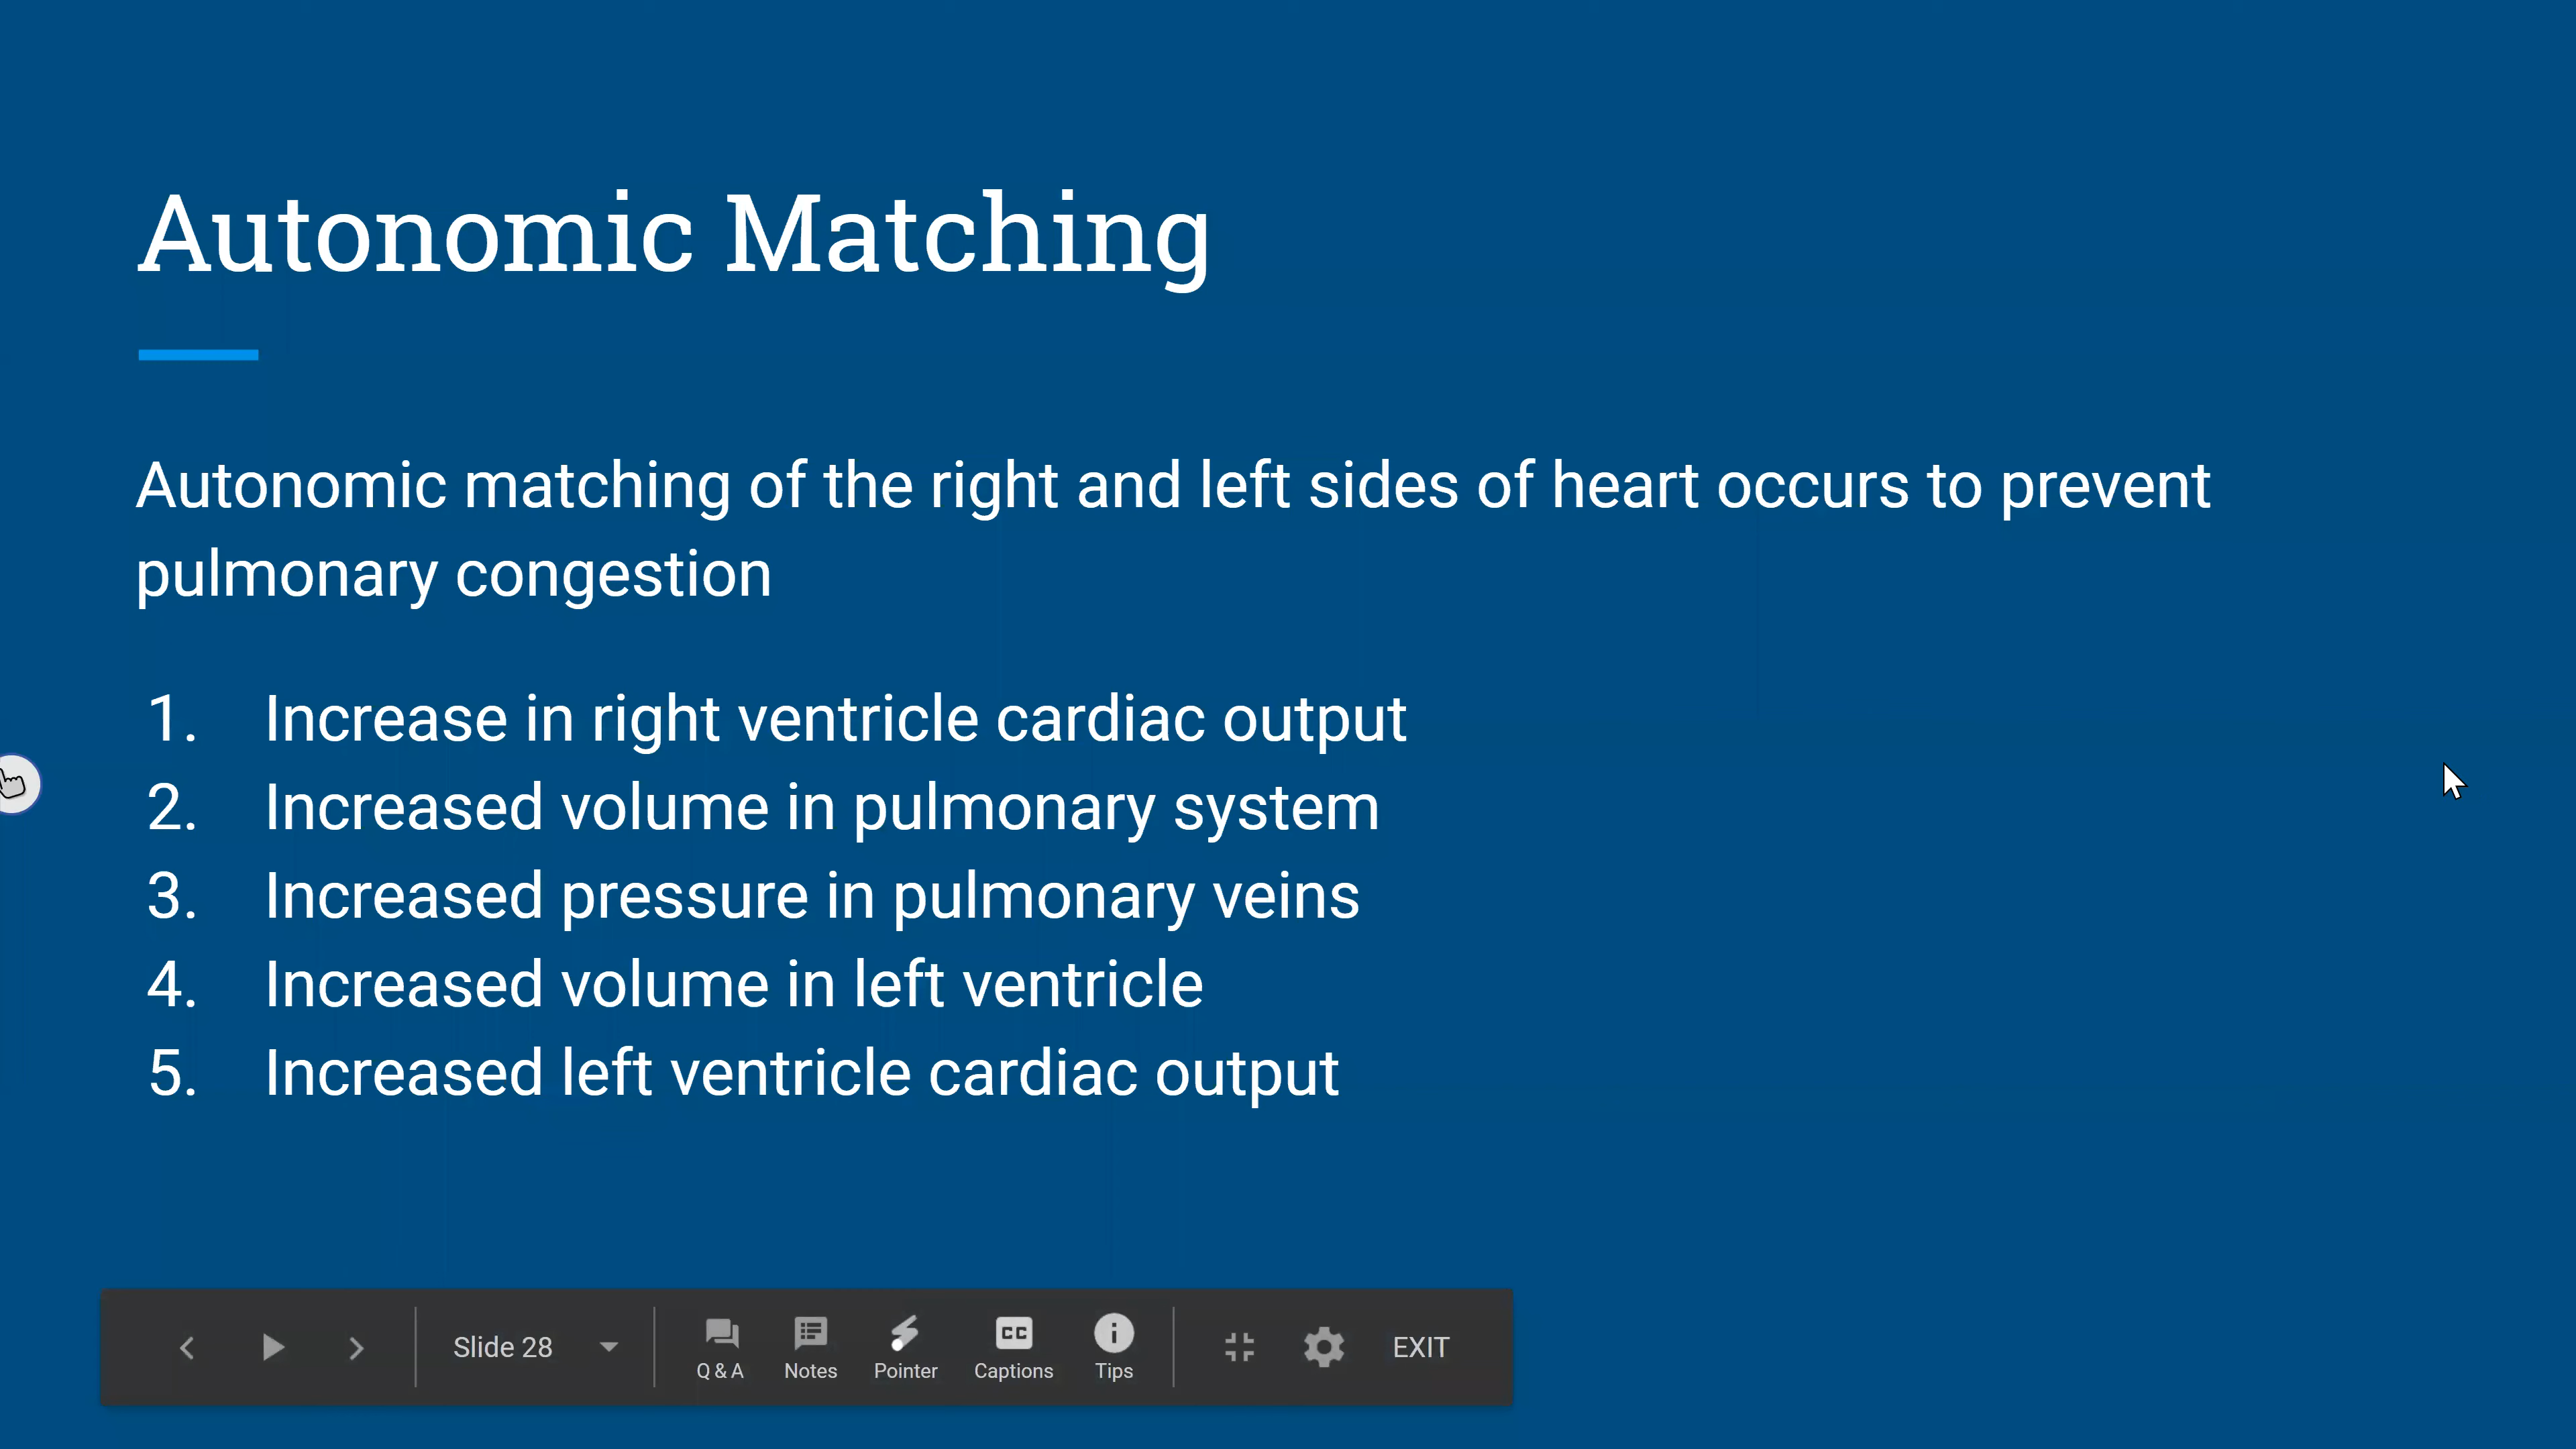 Autonomic Matching
Autonomic matching of the right and left sides of heart occurs to prevent
pulmonary congestion
1. Increase in right ventricle cardiac output
2. Increased volume in pulmonary system
3. Increased pressure in pulmonary veins
4. Increased volume in left ventricle
5. Increased left ventricle cardiac output
Slide 28 Q & A Notes Pointer CC Captions Tips EXIT